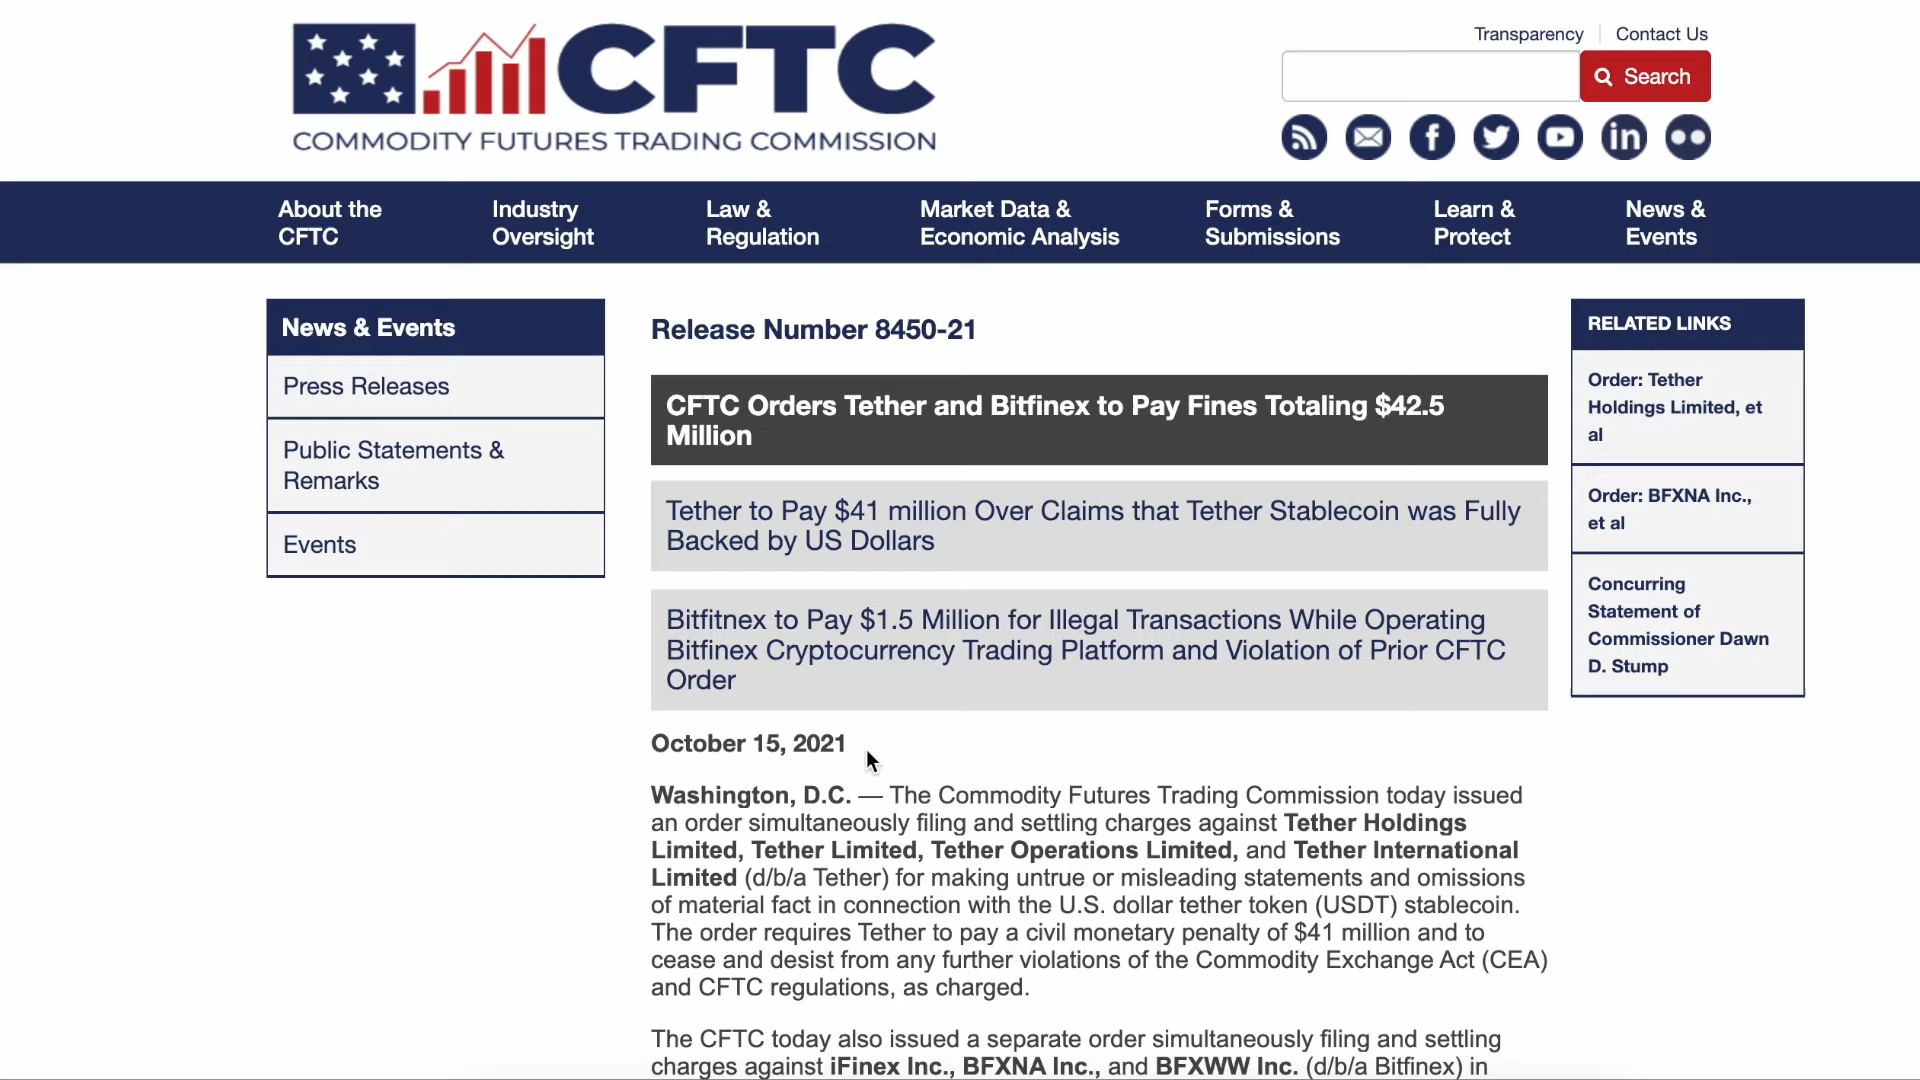 CFTC
COMMODITY FUTURES TRADING COMMISSION
Transparency
Contact Us
Search
About the
CFTC
Industry
Oversight
Law &
Regulation
Market Data &
Economic Analysis
Forms &
Submissions
Learn &
Protect
News &
Events
News & Events
Press Releases
Public Statements &
Remarks
Events
Release Number 8450-21
CFTC Orders Tether and Bitfinex to Pay Fines Totaling $42.5
Million
Tether to Pay $41 million Over Claims that Tether Stablecoin was Fully
Backed by US Dollars
Bitfitnex to Pay $1.5 Million for Illegal Transactions While Operating
Bitfinex Cryptocurrency Trading Platform and Violation of Prior CFTC
Order
October 15, 2021
Washington, D.C. — The Commodity Futures Trading Commission today issued
an order simultaneously filing and settling charges against Tether Holdings
Limited, Tether Limited, Tether Operations Limited, and Tether International
Limited (d/b/a Tether) for making untrue or misleading statements and omissions
of material fact in connection with the U.S. dollar tether token (USDT) stablecoin.
The order requires Tether to pay a civil monetary penalty of $41 million and to
cease and desist from any further violations of the Commodity Exchange Act (CEA)
and CFTC regulations, as charged.
The CFTC today also issued a separate order simultaneously filing and settling
charges against iFinex Inc., BFXNA Inc., and BFXWW Inc. (d/b/a Bitfinex) in
RELATED LINKS
Order: Tether
Holdings Limited, et
al
Order: BFXNA Inc.,
et al
Concurring
Statement of
Commissioner Dawn
D. Stump